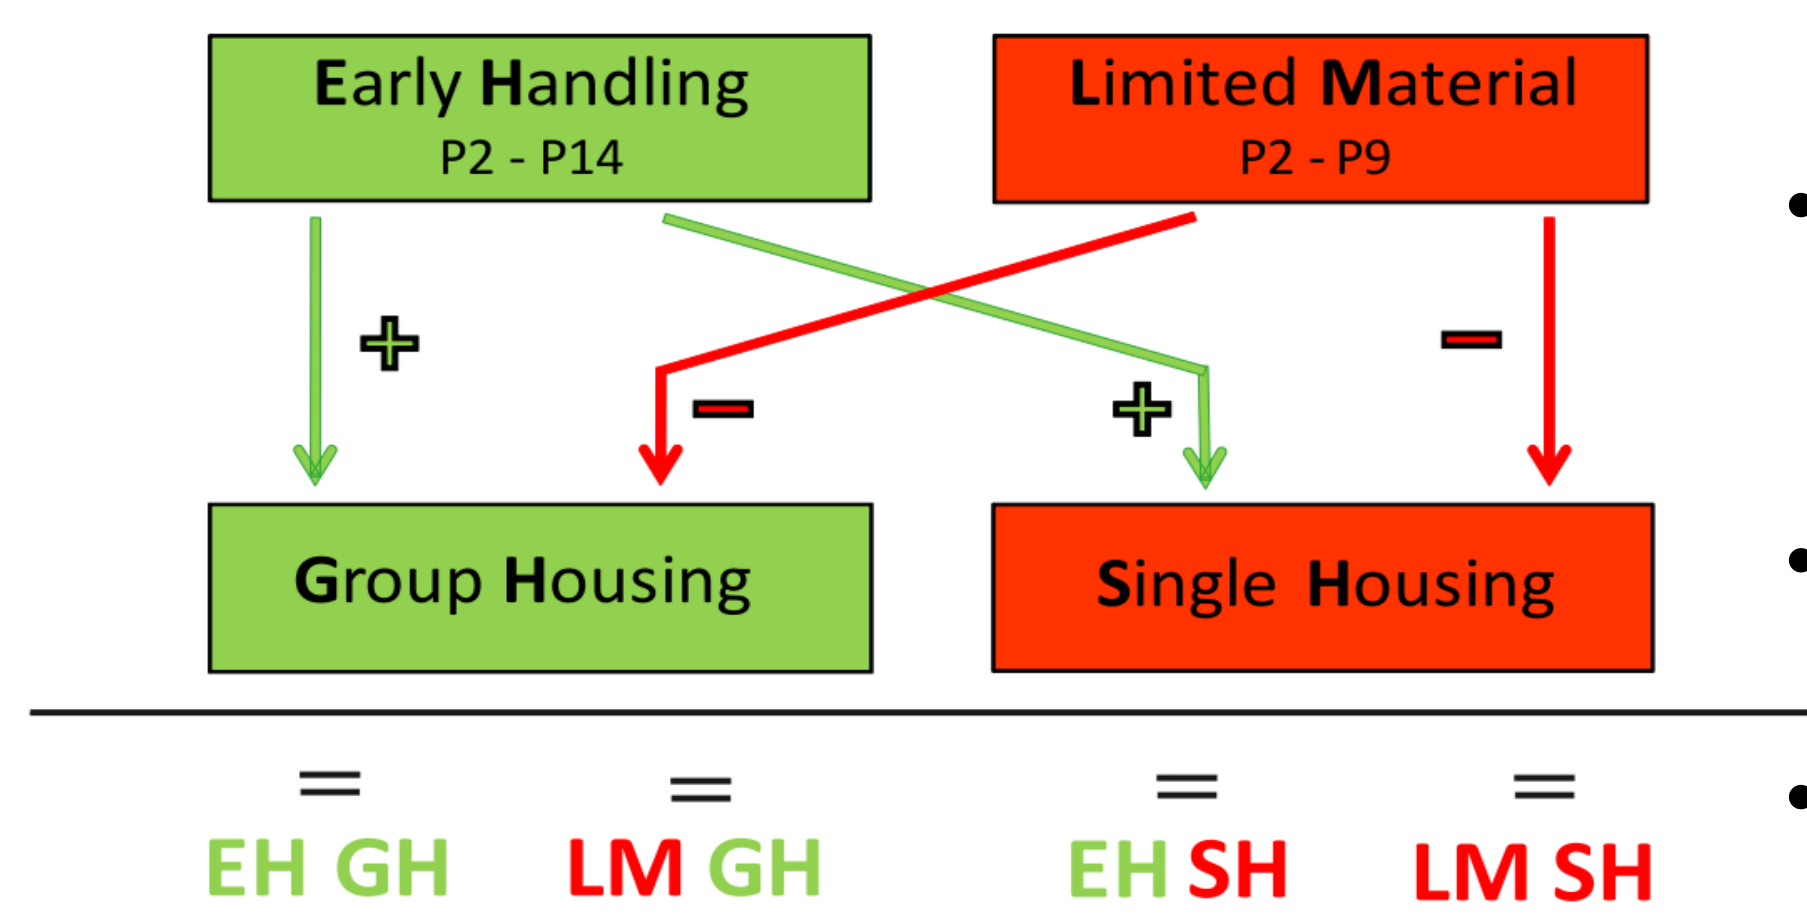 Early Handling
P2 - P14
Limited Material
P2 - P9
+
−
+
−
Group Housing
Single Housing
= = = =
EH GH LM GH EH SH LM SH